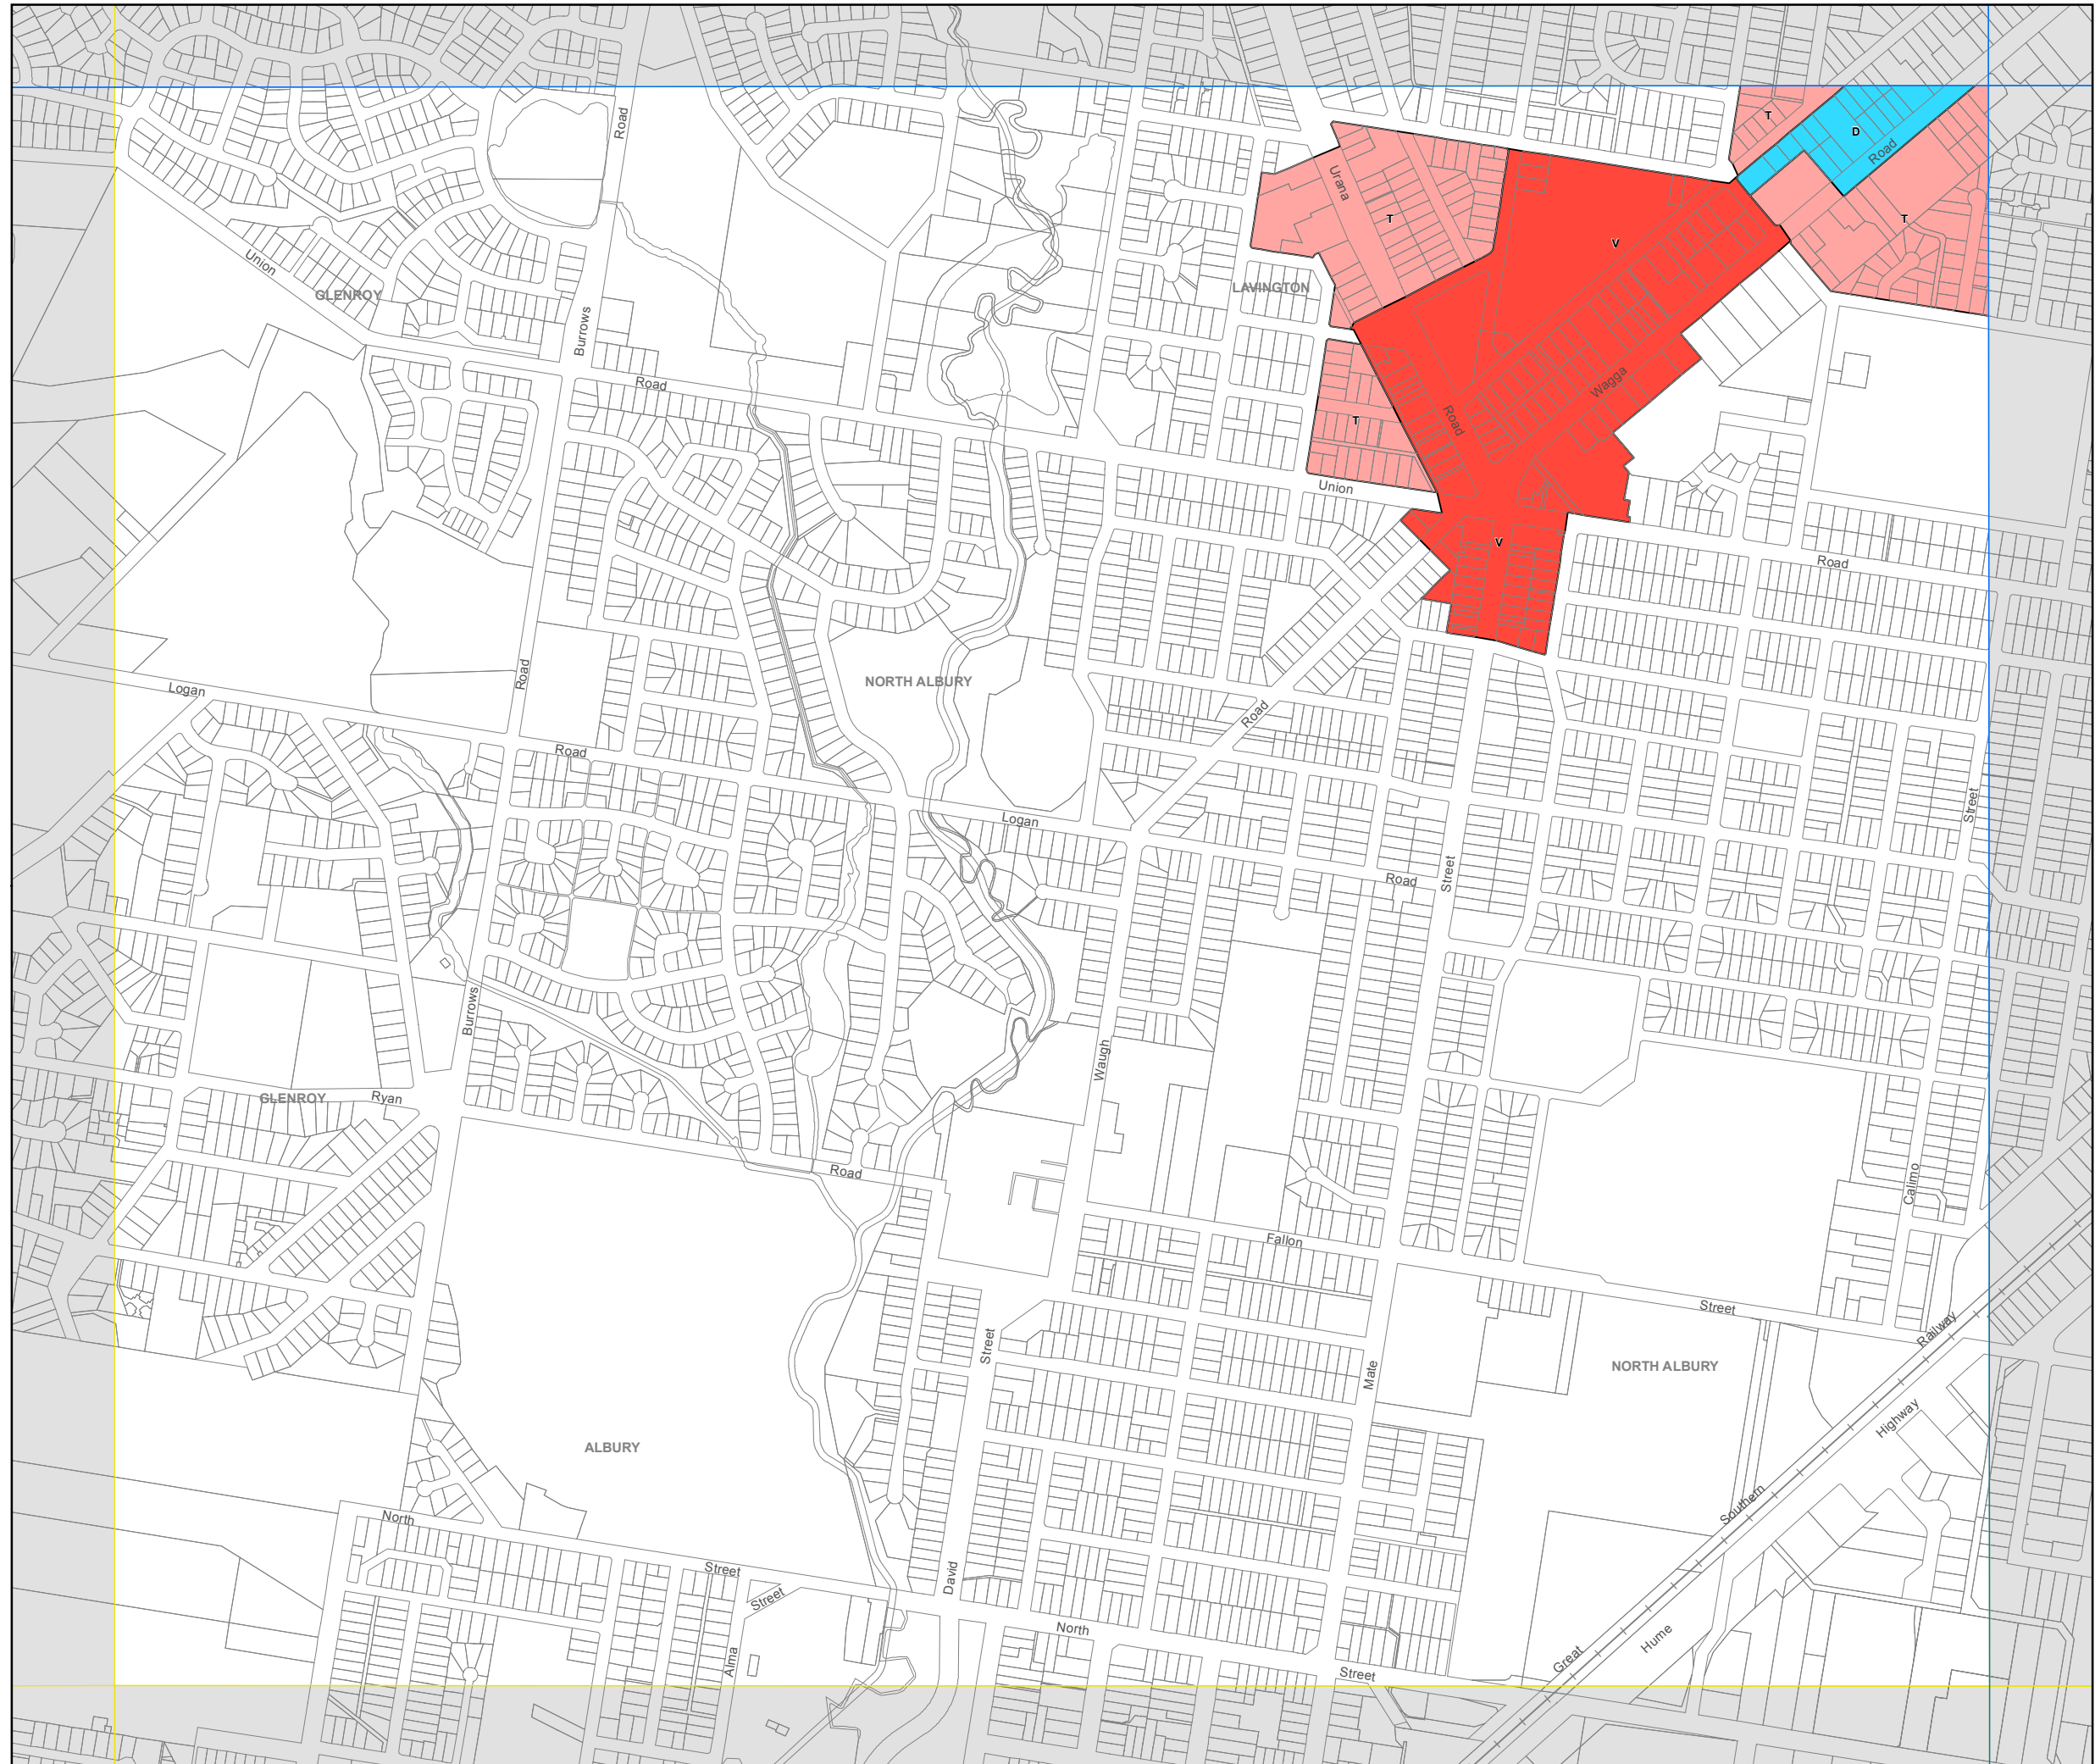 Road
T
D
Road
Urana
T
T
V
Union
GLENROY
LAVINGTON
Burrows
Road
Wagga
T
Road
Union
V
Road
Road
NORTH ALBURY
Logan
Road
Road
Street
Logan
Road
Street
Burrows
Waugh
GLENROY
Ryan
Road
Calimo
Fallon
Street
Railway
Street
Mate
NORTH ALBURY
Highway
ALBURY
Southern
North
Street
David
Street
North
Hume
Alma
Great
Street